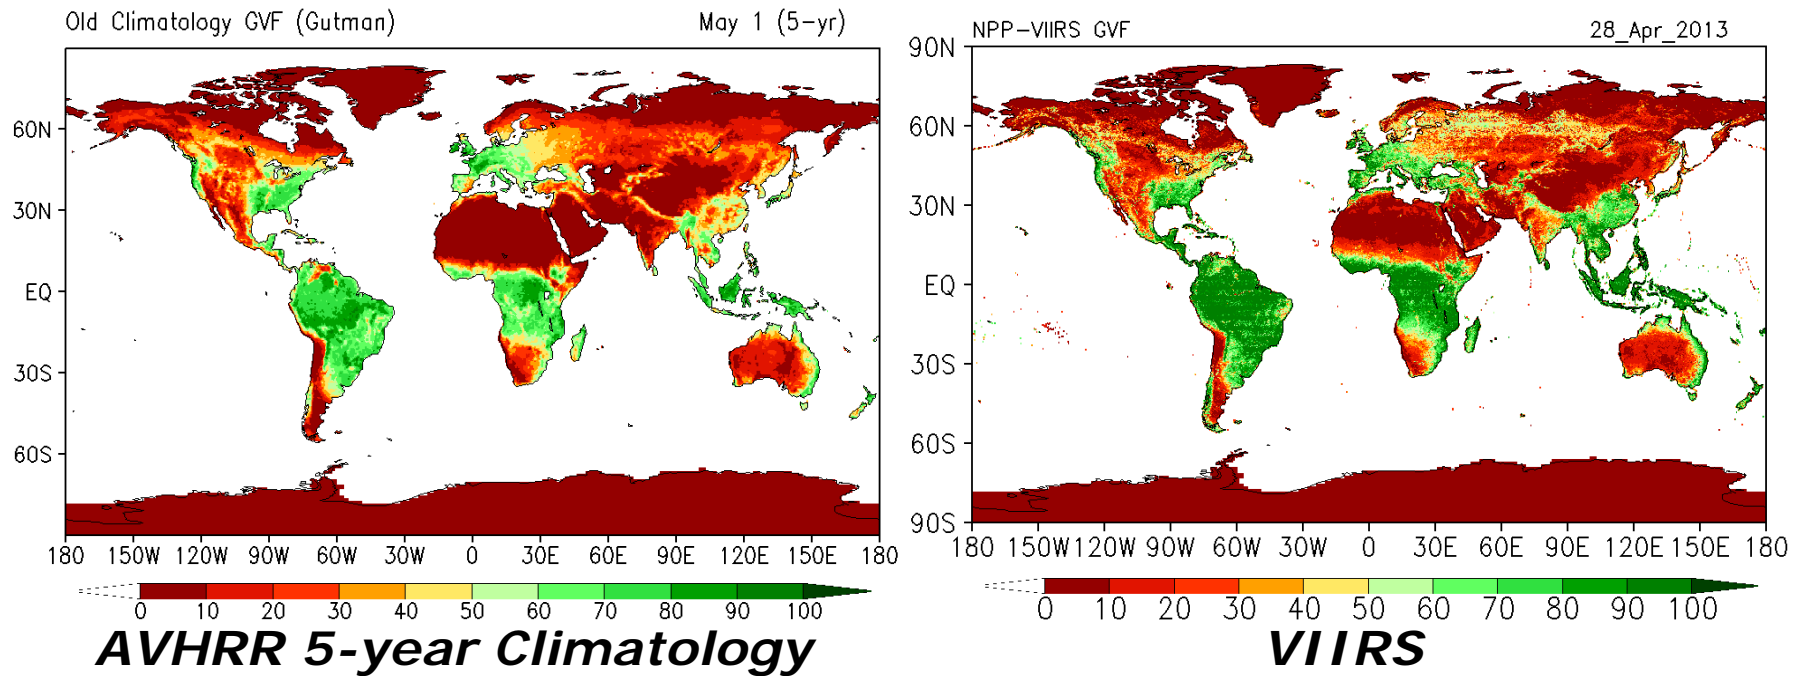 Old Climatology GVF (Gutman) May 1 (5-yr)
60N
30N
EQ
30S
60S
180 150W 120W 90W 60W 30W 0 30E 60E 90E 120E 150E 180
0 10 20 30 40 50 60 70 80 90 100
AVHRR 5-year Climatology
NPP-VIIRS GVF 28_Apr_2013
90N
60N
30N
EQ
30S
60S
90S
180 150W 120W 90W 60W 30W 0 30E 60E 90E 120E 150E 180
0 10 20 30 40 50 60 70 80 90 100
VIIRS